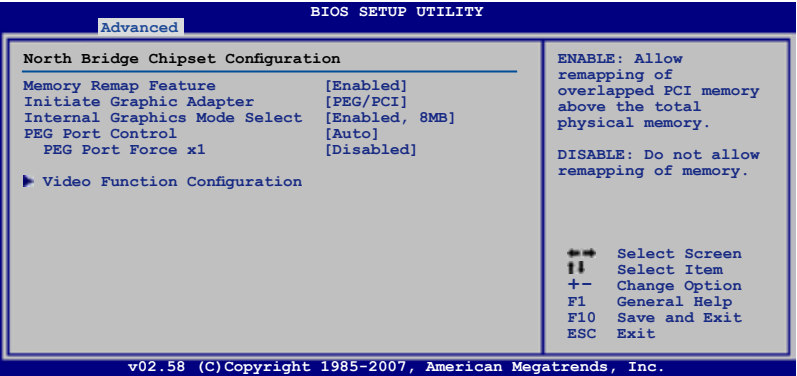 BIOS SETUP UTILITY
Advanced
North Bridge Chipset Configuration
Memory Remap Feature [Enabled]
Initiate Graphic Adapter [PEG/PCI]
Internal Graphics Mode Select [Enabled, 8MB]
PEG Port Control [Auto]
PEG Port Force x1 [Disabled]
Video Function Configuration
ENABLE: Allow
remapping of
overlapped PCI memory
above the total
physical memory.
DISABLE: Do not allow
remapping of memory.
←→ Select Screen
↑↓ Select Item
+- Change Option
F1 General Help
F10 Save and Exit
ESC Exit
v02.58 (C)Copyright 1985-2007, American Megatrends, Inc.